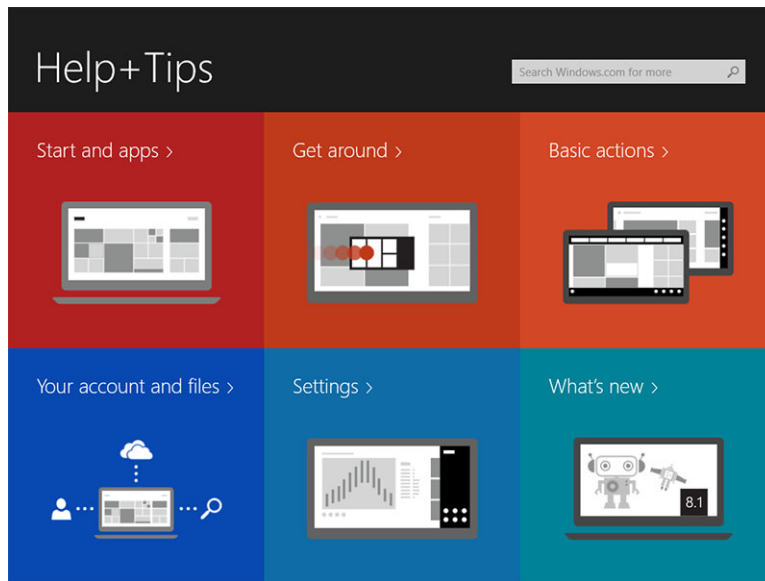 Help+Tips
Search Windows.com for more
Start and apps >
Get around >
Basic actions >
Your account and files >
Settings >
What's new >
8.1